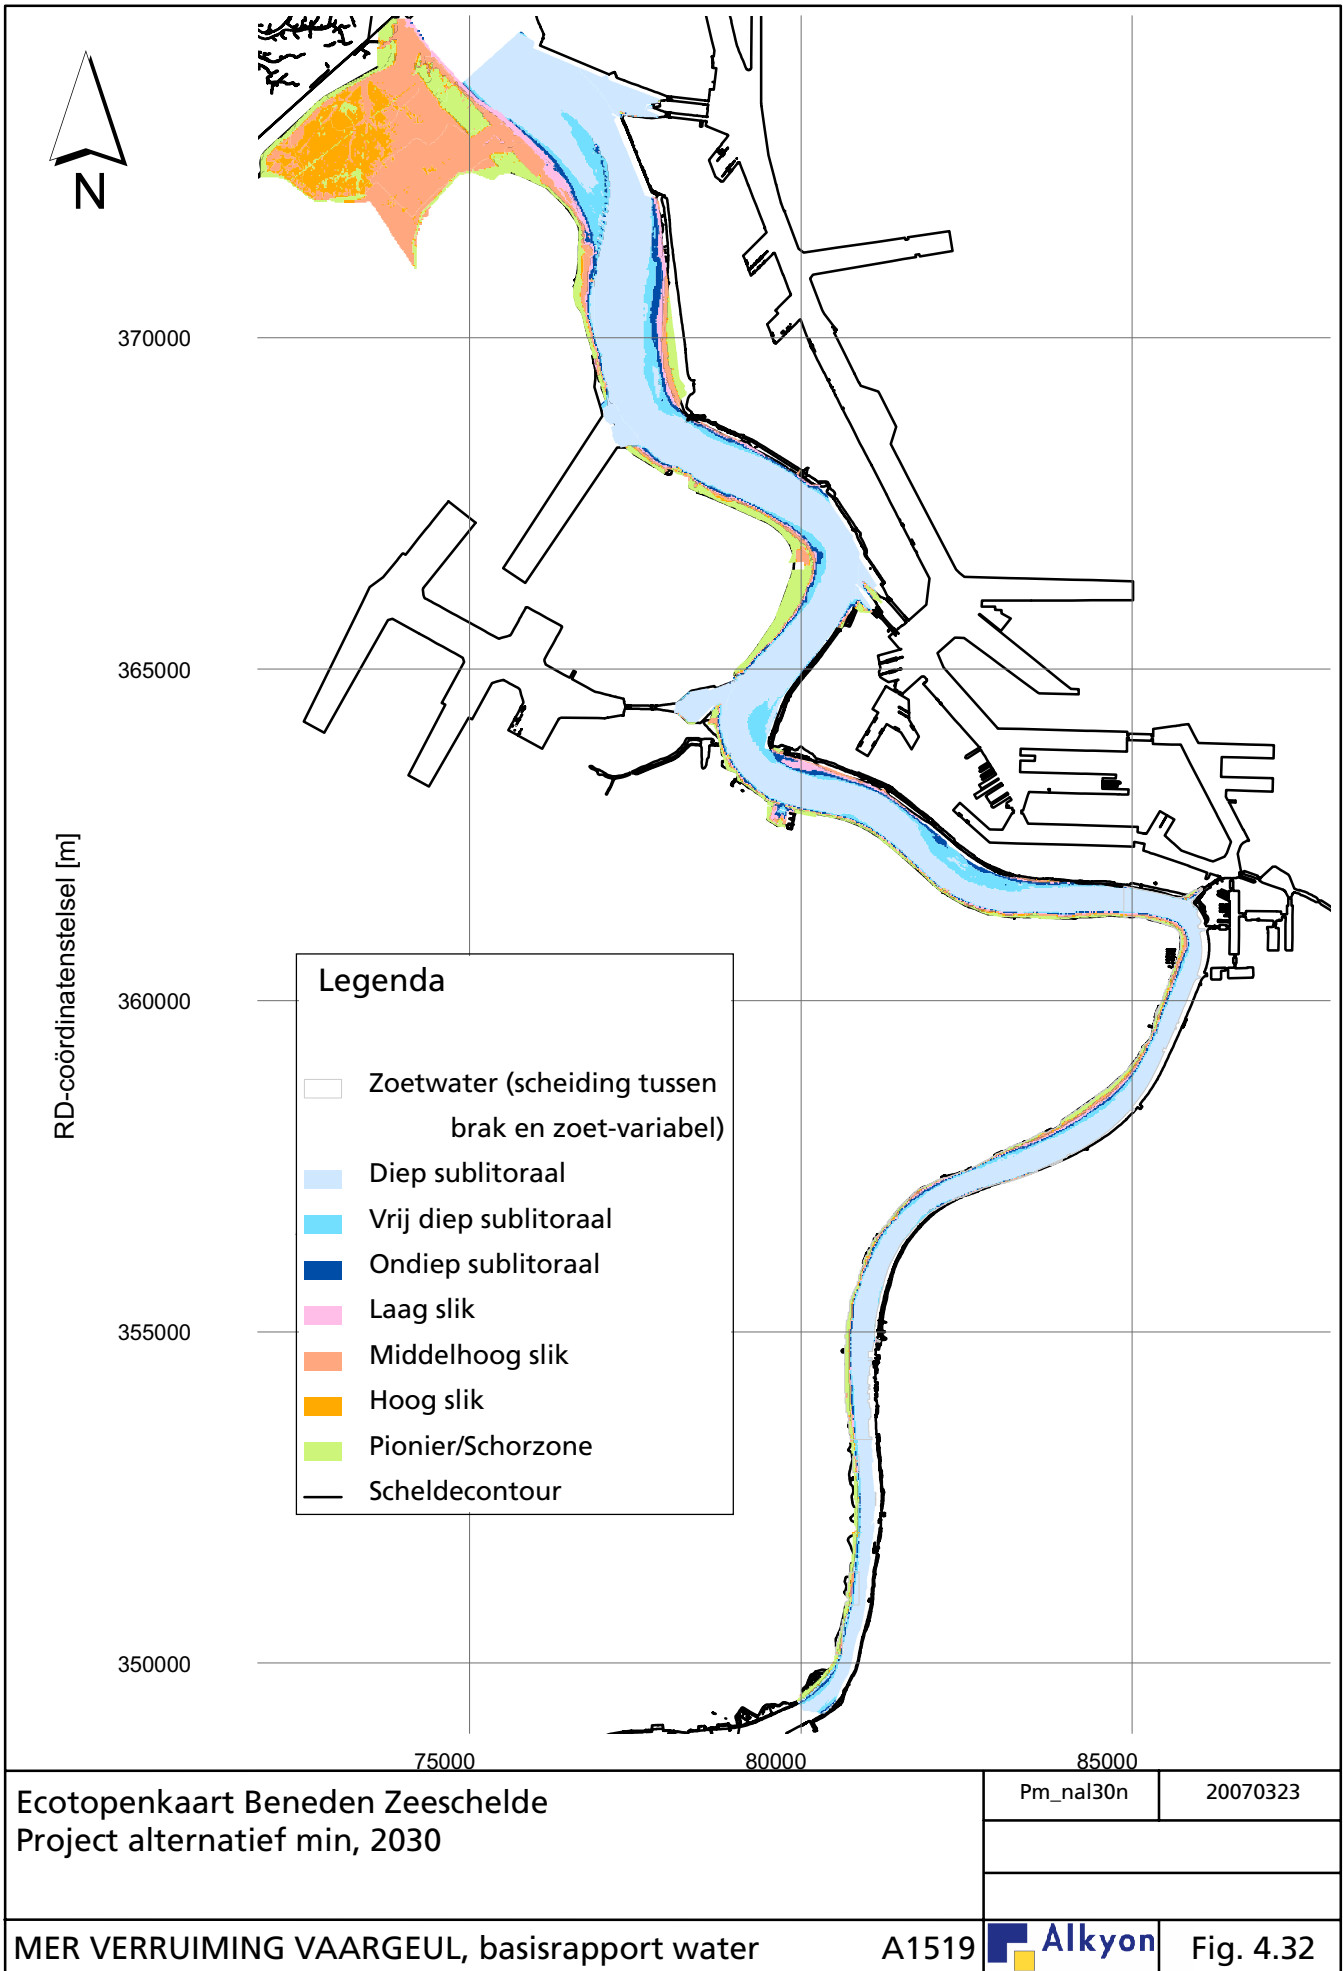 N
370000
365000
360000
355000
350000
RD-coördinatenstelsel [m]
Legenda
Zoetwater (scheiding tussen
brak en zoet-variabel)
Diep sublitoraal
Vrij diep sublitoraal
Ondiep sublitoraal
Laag slik
Middelhoog slik
Hoog slik
Pionier/Schorzone
Scheldecontour
75000 80000 85000
Ecotopenkaart Beneden Zeeschelde
Project alternatief min, 2030
Pm_nal30n 20070323
MER VERRUIMING VAARGEUL, basisrapport water A1519 Alkyon Fig. 4.32